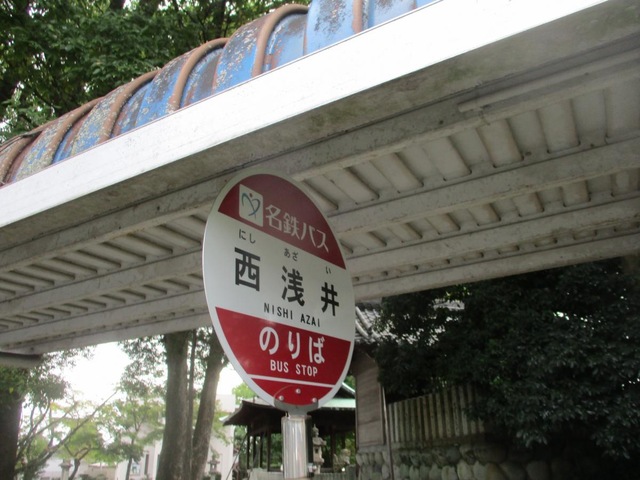 名鉄バス
にし あざ い
西浅井
NISHI AZAI
のりば
BUS STOP